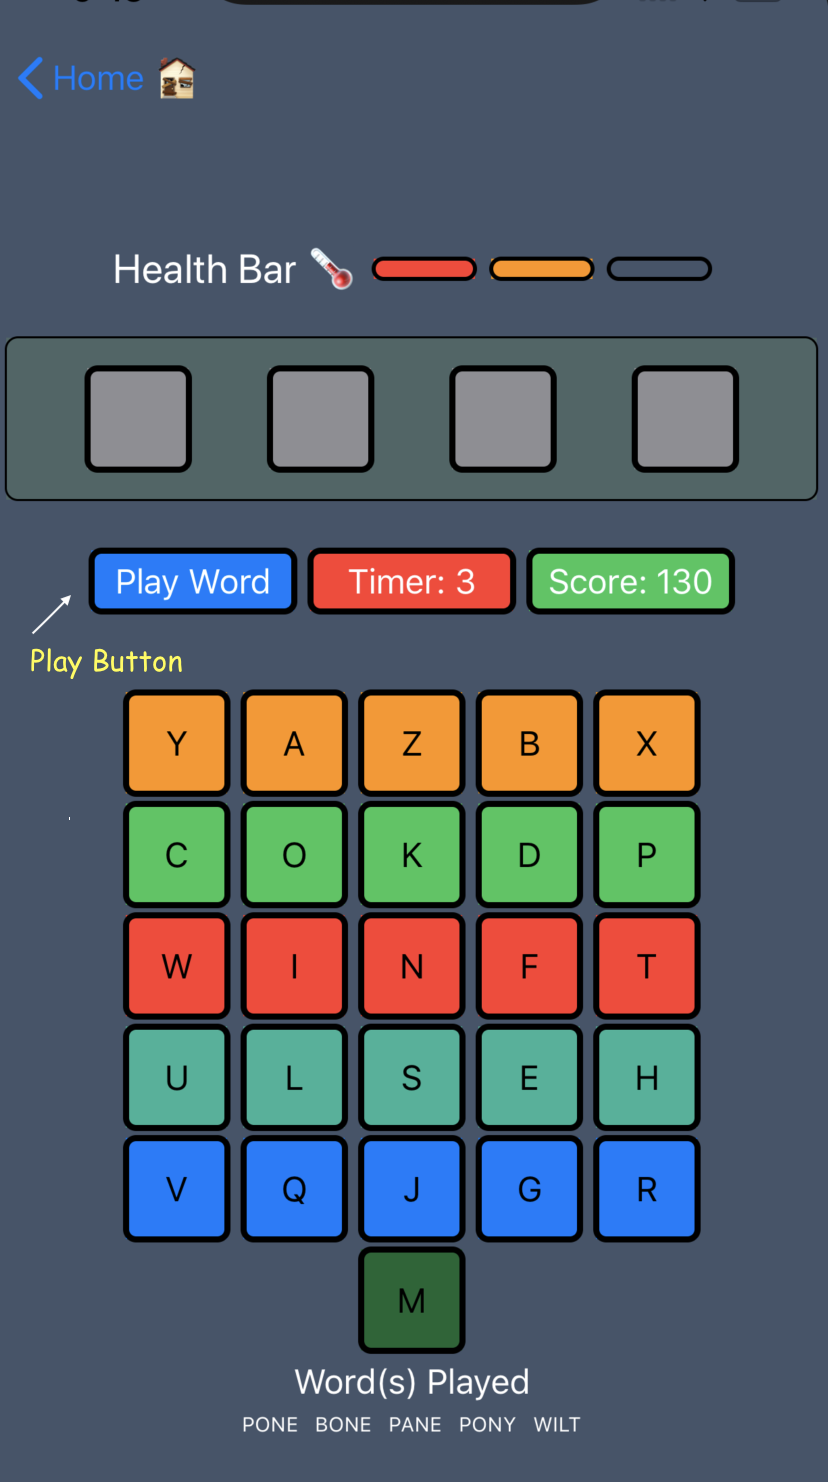 Home
Health Bar
Play Word Timer: 3 Score: 130
Play Button
Y A Z B X
C O K D P
W I N F T
U L S E H
V Q J G R
M
Word(s) Played
PONE BONE PANE PONY WILT